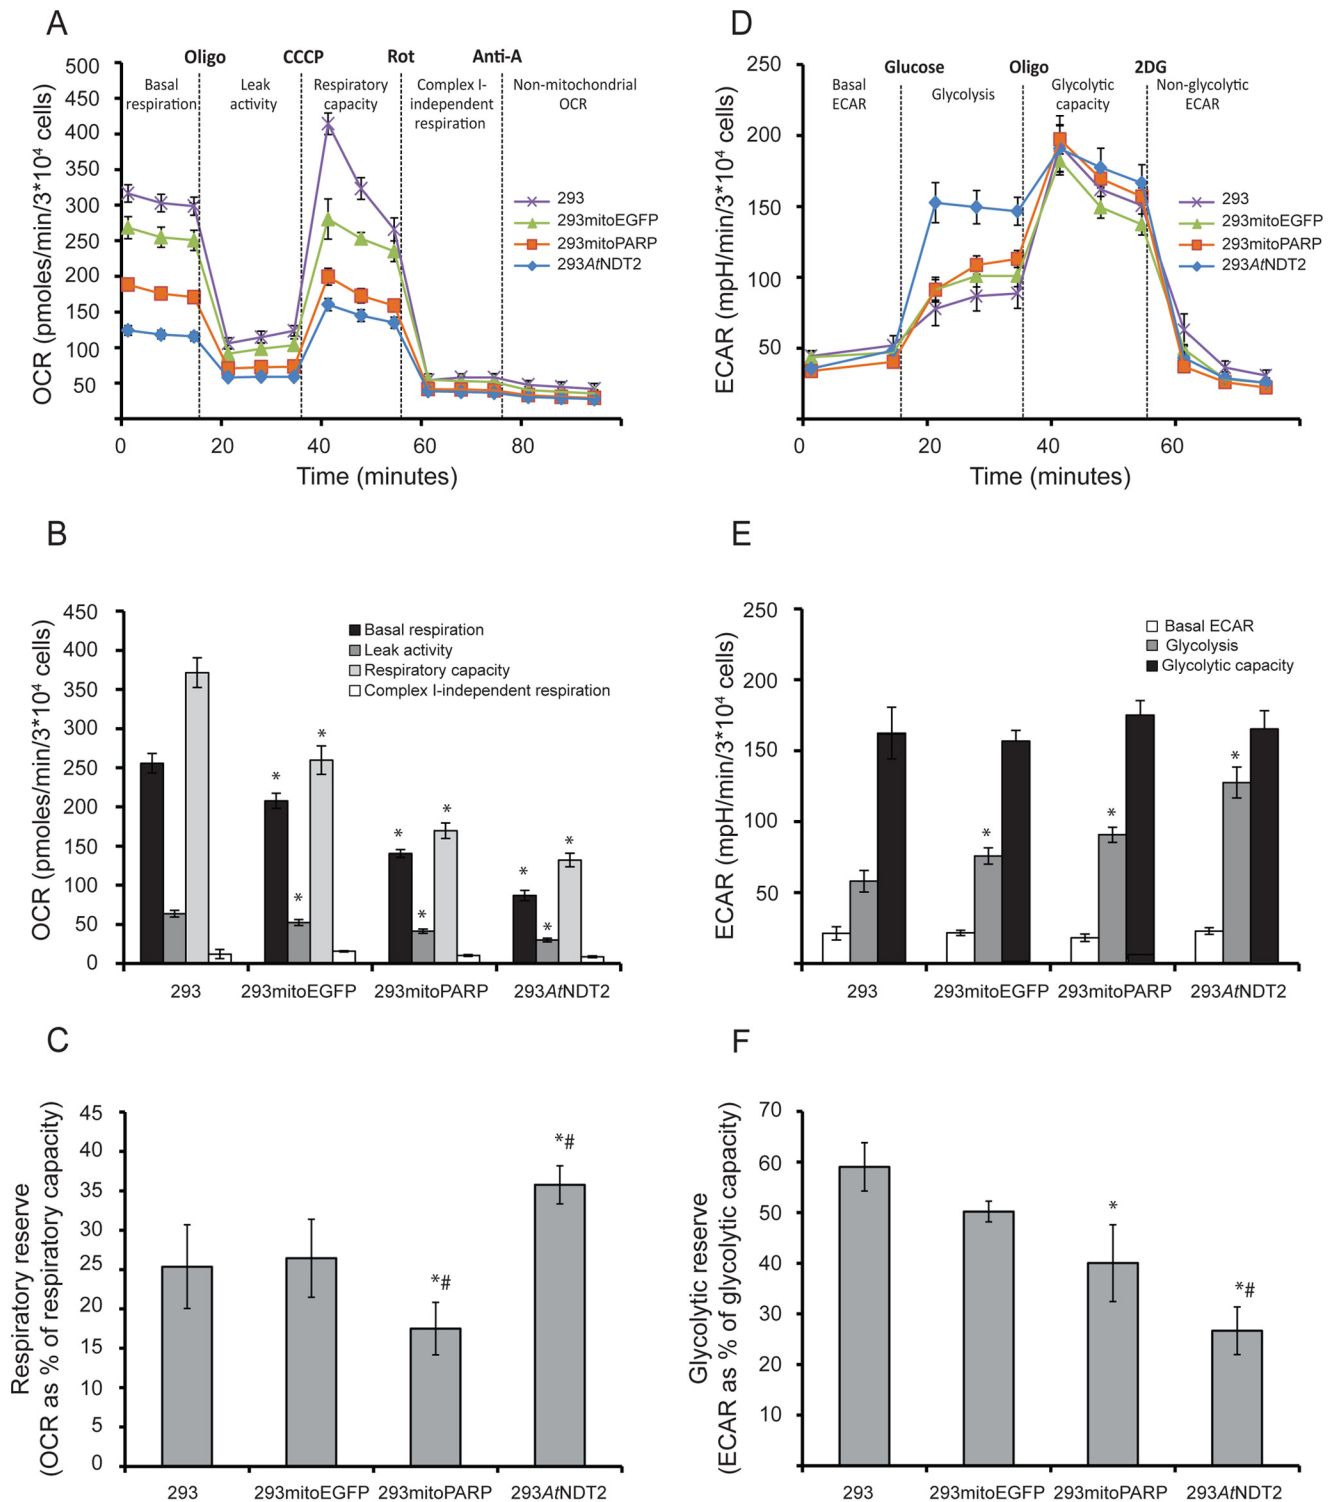 A
Oligo CCCP Rot Anti-A
Basal respiration
Leak activity
Respiratory capacity
Complex I-independent respiration
Non-mitochondrial OCR
OCR (pmoles/min/3*10⁴ cells)
500
450
400
350
300
250
200
150
100
50
293
293mitoEGFP
293mitoPARP
293AtNDT2
0 20 40 60 80
Time (minutes)
D
Glucose Oligo 2DG
Basal ECAR
Glycolysis
Glycolytic capacity
Non-glycolytic ECAR
ECAR (mpH/min/3*10⁴ cells)
250
200
150
100
50
293
293mitoEGFP
293mitoPARP
293AtNDT2
0 20 40 60
Time (minutes)
B
OCR (pmoles/min/3*10⁴ cells)
450
400
350
300
250
200
150
100
50
0
Basal respiration
Leak activity
Respiratory capacity
Complex I-independent respiration
* * *
* * *
* * *
293 293mitoEGFP 293mitoPARP 293AtNDT2
E
ECAR (mpH/min/3*10⁴ cells)
250
200
150
100
50
Basal ECAR
Glycolysis
Glycolytic capacity
* * *
293 293mitoEGFP 293mitoPARP 293AtNDT2
C
Respiratory reserve
(OCR as % of respiratory capacity)
45
40
35
30
25
20
15
10
5
0
*# *#
293 293mitoEGFP 293mitoPARP 293AtNDT2
F
Glycolytic reserve
(ECAR as % of glycolytic capacity)
70
60
50
40
30
20
10
* *#
293 293mitoEGFP 293mitoPARP 293AtNDT2